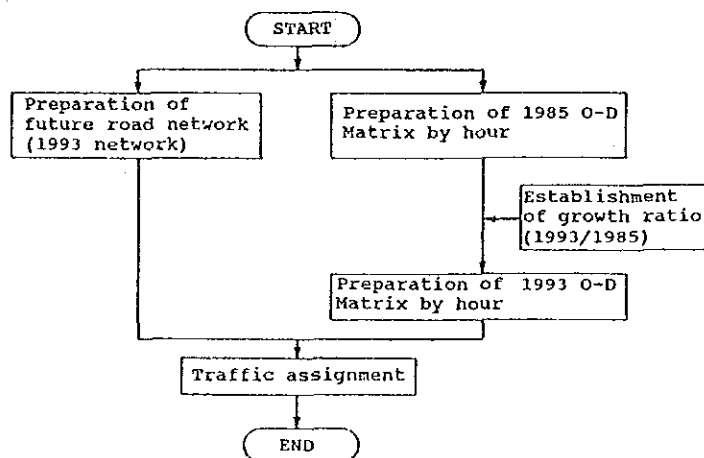 START
Preparation of
future road network
(1993 network)
Preparation of 1985 O-D
Matrix by hour
Establishment
of growth ratio
(1993/1985)
Preparation of 1993 O-D
Matrix by hour
Traffic assignment
END